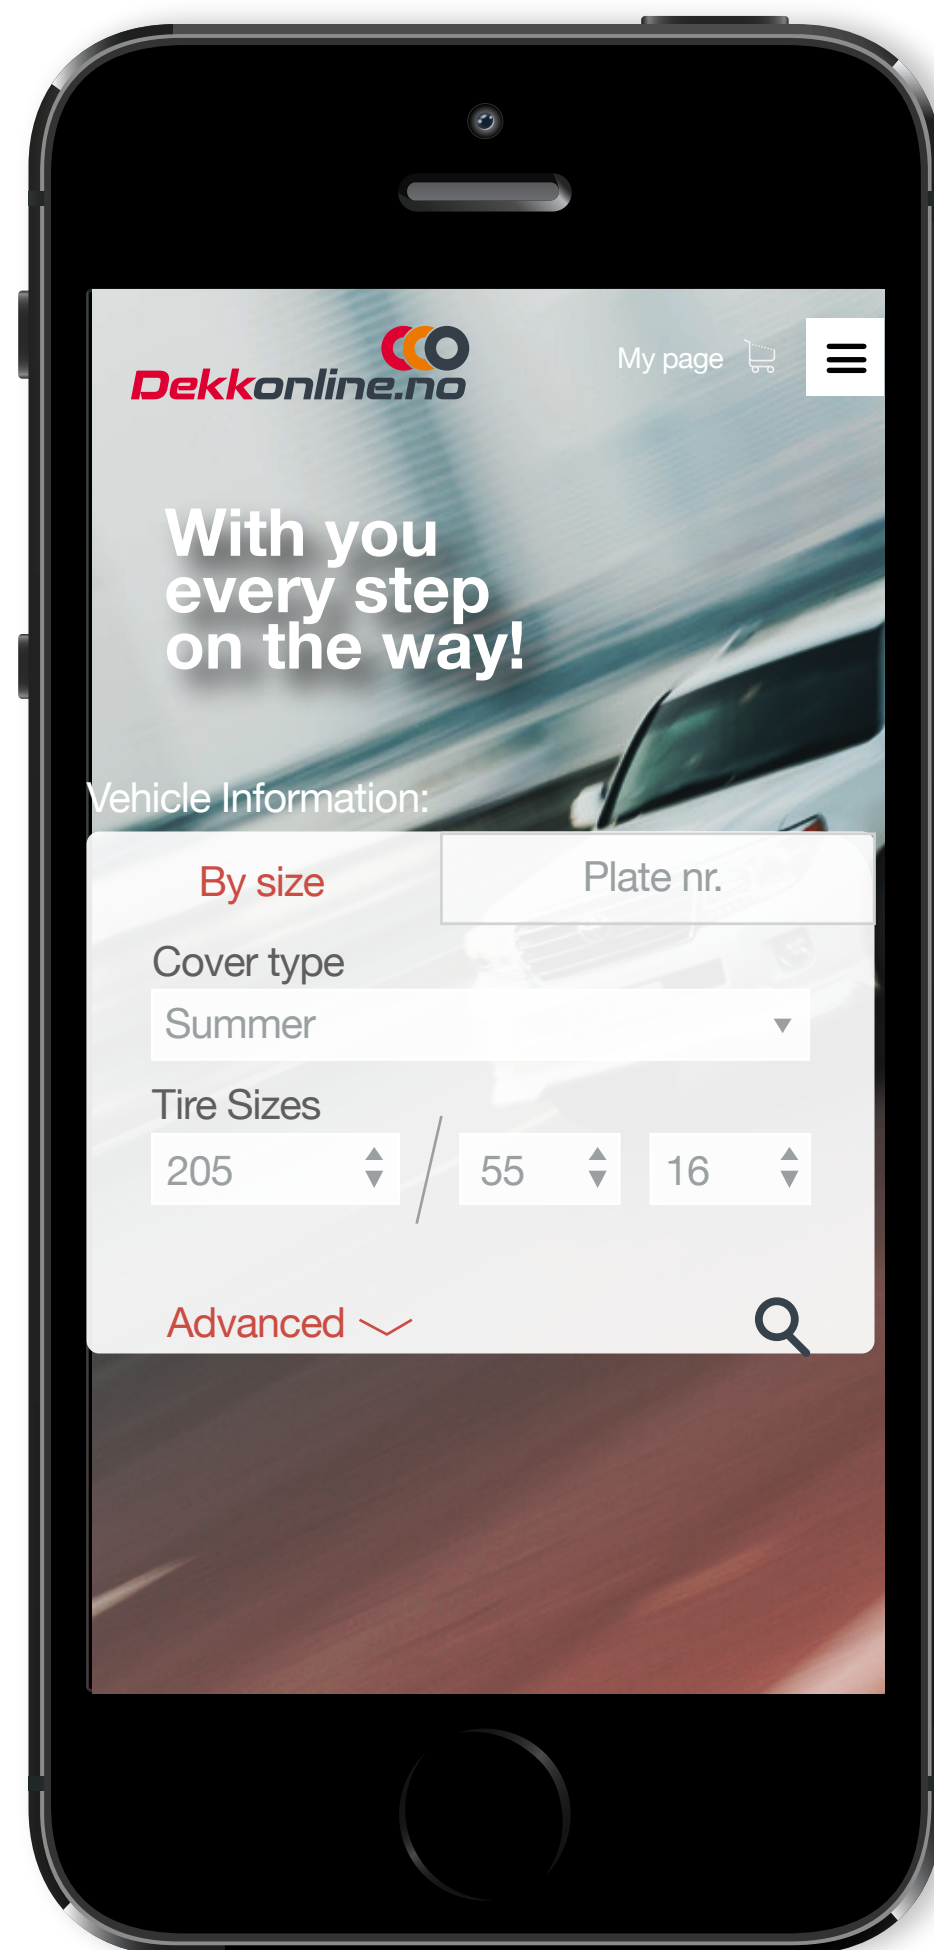 Dekkonline.no
My page
With you
every step
on the way!
Vehicle Information:
By size
Plate nr.
Cover type
Summer
Tire Sizes
205 / 55 16
Advanced